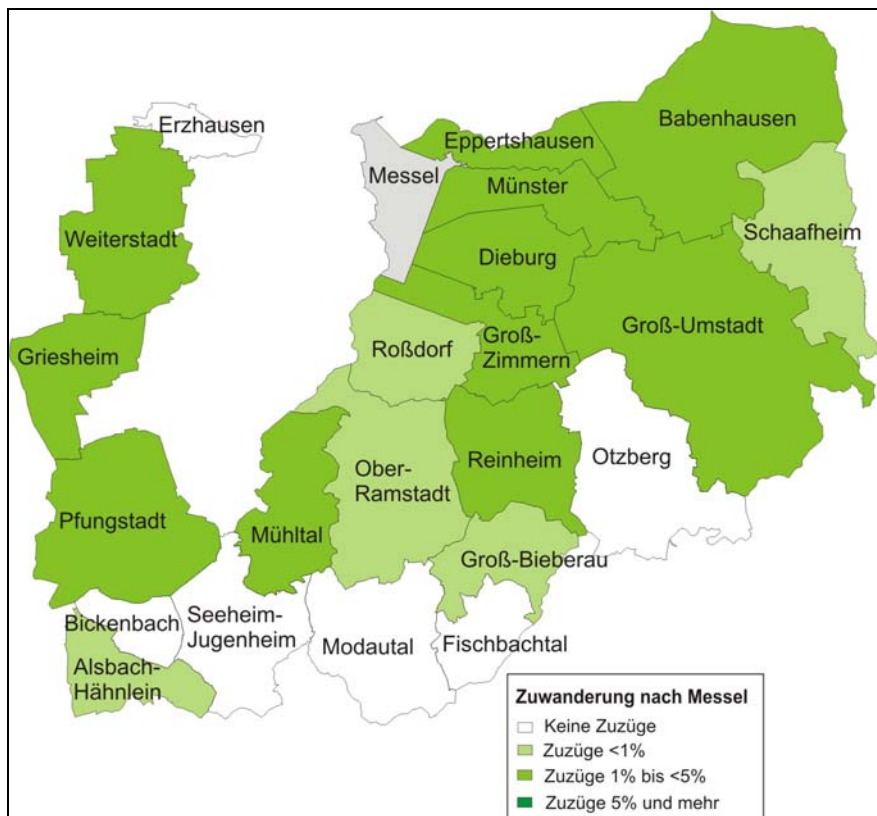 Erzhausen
Babenhausen
Eppertshausen
Messel
Münster
Schaafheim
Weiterstadt
Dieburg
Groß-Umstadt
Griesheim
Roßdorf
Groß-
Zimmern
Otzberg
Reinheim
Ober-
Ramstadt
Pfungstadt
Mühltal
Groß-Bieberau
Bickenbach
Seeheim-
Jugenheim
Modautal
Fischbachtal
Alsbach-
Hähnlein
Zuwanderung nach Messel
Keine Zuzüge
Zuzüge <1%
Zuzüge 1% bis <5%
Zuzüge 5% und mehr